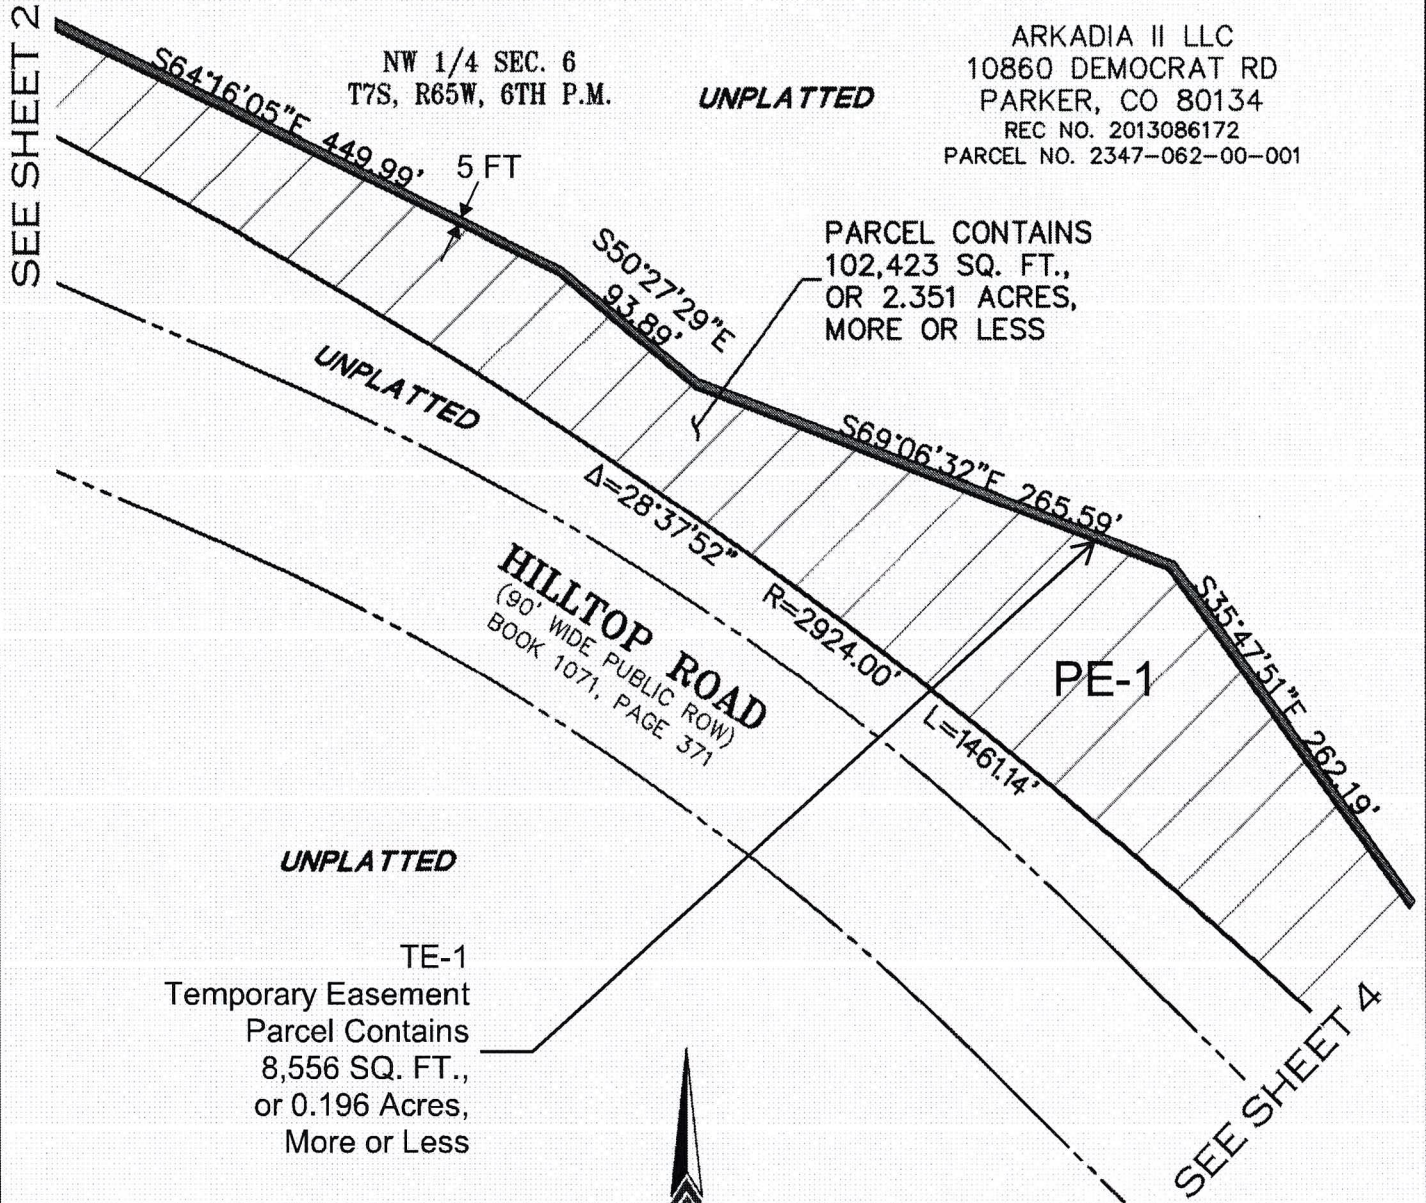 SEE SHEET 2
NW 1/4 SEC. 6
T7S, R65W, 6TH P.M.
UNPLATTED
ARKADIA II LLC
10860 DEMOCRAT RD
PARKER, CO 80134
REC NO. 2013086172
PARCEL NO. 2347-062-00-001
S64°16'05"E 449.99'
5 FT
S50°27'29"E
93.89'
PARCEL CONTAINS
102,423 SQ. FT.,
OR 2.351 ACRES,
MORE OR LESS
UNPLATTED
S69°06'32"E 265.59'
Δ=28°37'52"
R=2924.00'
L=1461.14'
HILLTOP ROAD
(90' WIDE PUBLIC ROW)
BOOK 1071, PAGE 371
PE-1
S35°47'51"E 262.19'
UNPLATTED
TE-1
Temporary Easement
Parcel Contains
8,556 SQ. FT.,
or 0.196 Acres,
More or Less
SEE SHEET 4